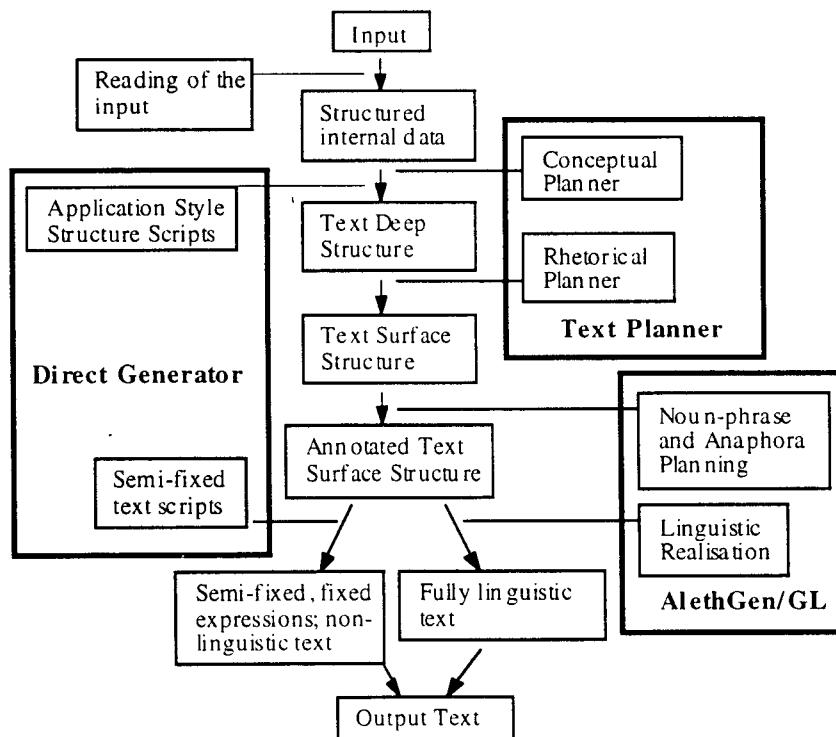 Input
Reading of the
input
Structured
internal data
Conceptual
Planner
Application Style
Structure Scripts
Text Deep
Structure
Rhetorical
Planner
Text Planner
Text Surface
Structure
Direct Generator
Noun-phrase
and Anaphora
Planning
Annotated Text
Surface Structure
Semi-fixed
text scripts
Linguistic
Realisation
AlethGen/GL
Semi-fixed, fixed
expressions; non-
linguistic text
Fully linguistic
text
Output Text